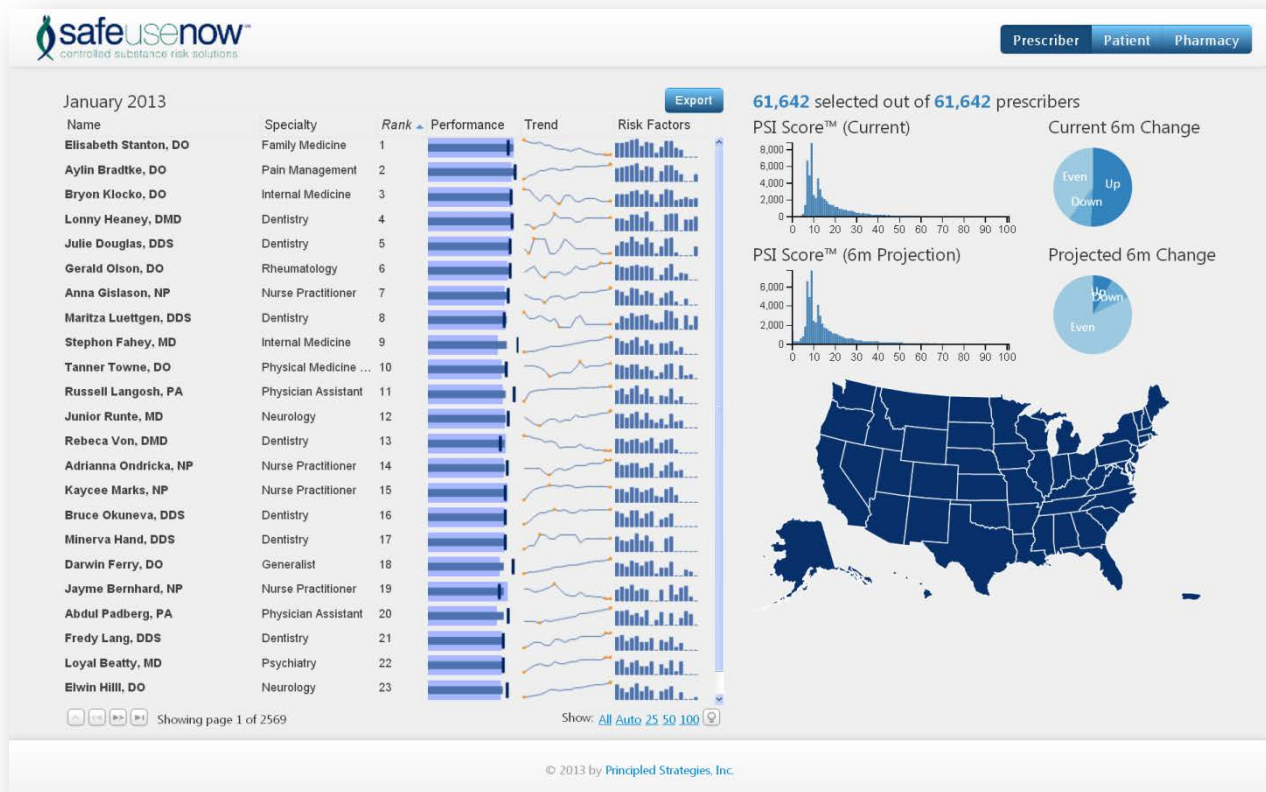 safeusenow℠
controlled substance risk solutions
Prescriber Patient Pharmacy
January 2013
Export
Name Specialty Rank Performance Trend Risk Factors
Elisabeth Stanton, DO Family Medicine 1
Aylin Bradtke, DO Pain Management 2
Bryon Klocko, DO Internal Medicine 3
Lonny Heaney, DMD Dentistry 4
Julie Douglas, DDS Dentistry 5
Gerald Olson, DO Rheumatology 6
Anna Gislason, NP Nurse Practitioner 7
Maritza Luettgen, DDS Dentistry 8
Stephon Fahey, MD Internal Medicine 9
Tanner Towne, DO Physical Medicine ... 10
Russell Langosh, PA Physician Assistant 11
Junior Runte, MD Neurology 12
Rebeca Von, DMD Dentistry 13
Adrianna Ondricka, NP Nurse Practitioner 14
Kaycee Marks, NP Nurse Practitioner 15
Bruce Okuneva, DDS Dentistry 16
Minerva Hand, DDS Dentistry 17
Darwin Ferry, DO Generalist 18
Jayme Bernhard, NP Nurse Practitioner 19
Abdul Padberg, PA Physician Assistant 20
Fredy Lang, DDS Dentistry 21
Loyal Beatty, MD Psychiatry 22
Elwin Hilll, DO Neurology 23
Showing page 1 of 2569
Show: All Auto 25 50 100
61,642 selected out of 61,642 prescribers
PSI Score™ (Current)
8,000
6,000
4,000
2,000
0
0 10 20 30 40 50 60 70 80 90 100
Current 6m Change
Even
Up
Down
PSI Score™ (6m Projection)
6,000
4,000
2,000
0
0 10 20 30 40 50 60 70 80 90 100
Projected 6m Change
Up
Down
Even
© 2013 by Principled Strategies, Inc.